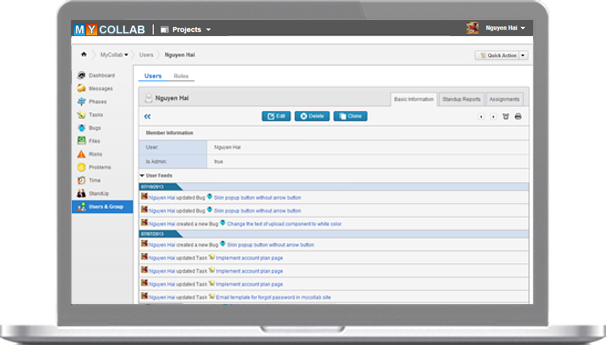 MYCOLLAB Projects Nguyen Hai
MyCollab Users Nguyen Hai Quick Action
Dashboard
Messages
Phases
Tasks
Bugs
Files
Risks
Problems
Time
StandUp
Users & Group
Users Roles
Nguyen Hai Basic Information Standup Reports Assignments
Edit Delete Clone
Member Information
User: Nguyen Hai
Is Admin: true
User Feeds
07/10/2013
Nguyen Hai updated Bug Skin popup button without arrow button
Nguyen Hai updated Bug Skin popup button without arrow button
Nguyen Hai created a new Bug Change the text of upload component to white color
07/07/2013
Nguyen Hai created a new Bug Skin popup button without arrow button
Nguyen Hai updated Task Implement account plan page
Nguyen Hai updated Task Implement account plan page
Nguyen Hai updated Task Implement account plan page
Nguyen Hai updated Task Email template for forgot password in mycollab site